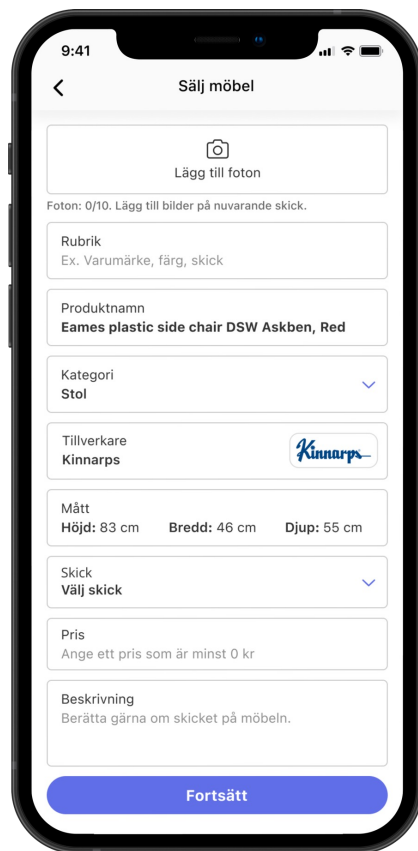 9:41
Sälj möbel
Lägg till foton
Foton: 0/10. Lägg till bilder på nuvarande skick.
Rubrik
Ex. Varumärke, färg, skick
Produktnamn
Eames plastic side chair DSW Askben, Red
Kategori
Stol
Tillverkare
Kinnarps
Kinnarps
Mått
Höjd: 83 cm Bredd: 46 cm Djup: 55 cm
Skick
Välj skick
Pris
Ange ett pris som är minst 0 kr
Beskrivning
Berätta gärna om skicket på möbeln.
Fortsätt